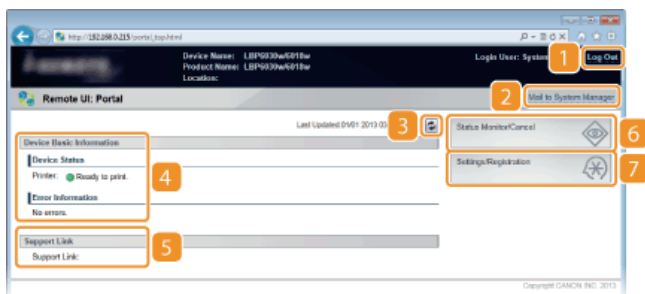 http://192.168.0.215/portal_top.html
Device Name: LBP6030w/6018w
Product Name: LBP6030w/6018w
Location:
Login User: System
1
Log Out
Remote UI: Portal
2
Mail to System Manager
Last Updated 01/01 2013 03
3
Device Basic Information
Device Status
Printer: Ready to print.
4
Error Information
No errors.
Support Link
5
Support Link:
Status Monitor/Cancel
6
Settings/Registration
7
Copyright CANON INC. 2013